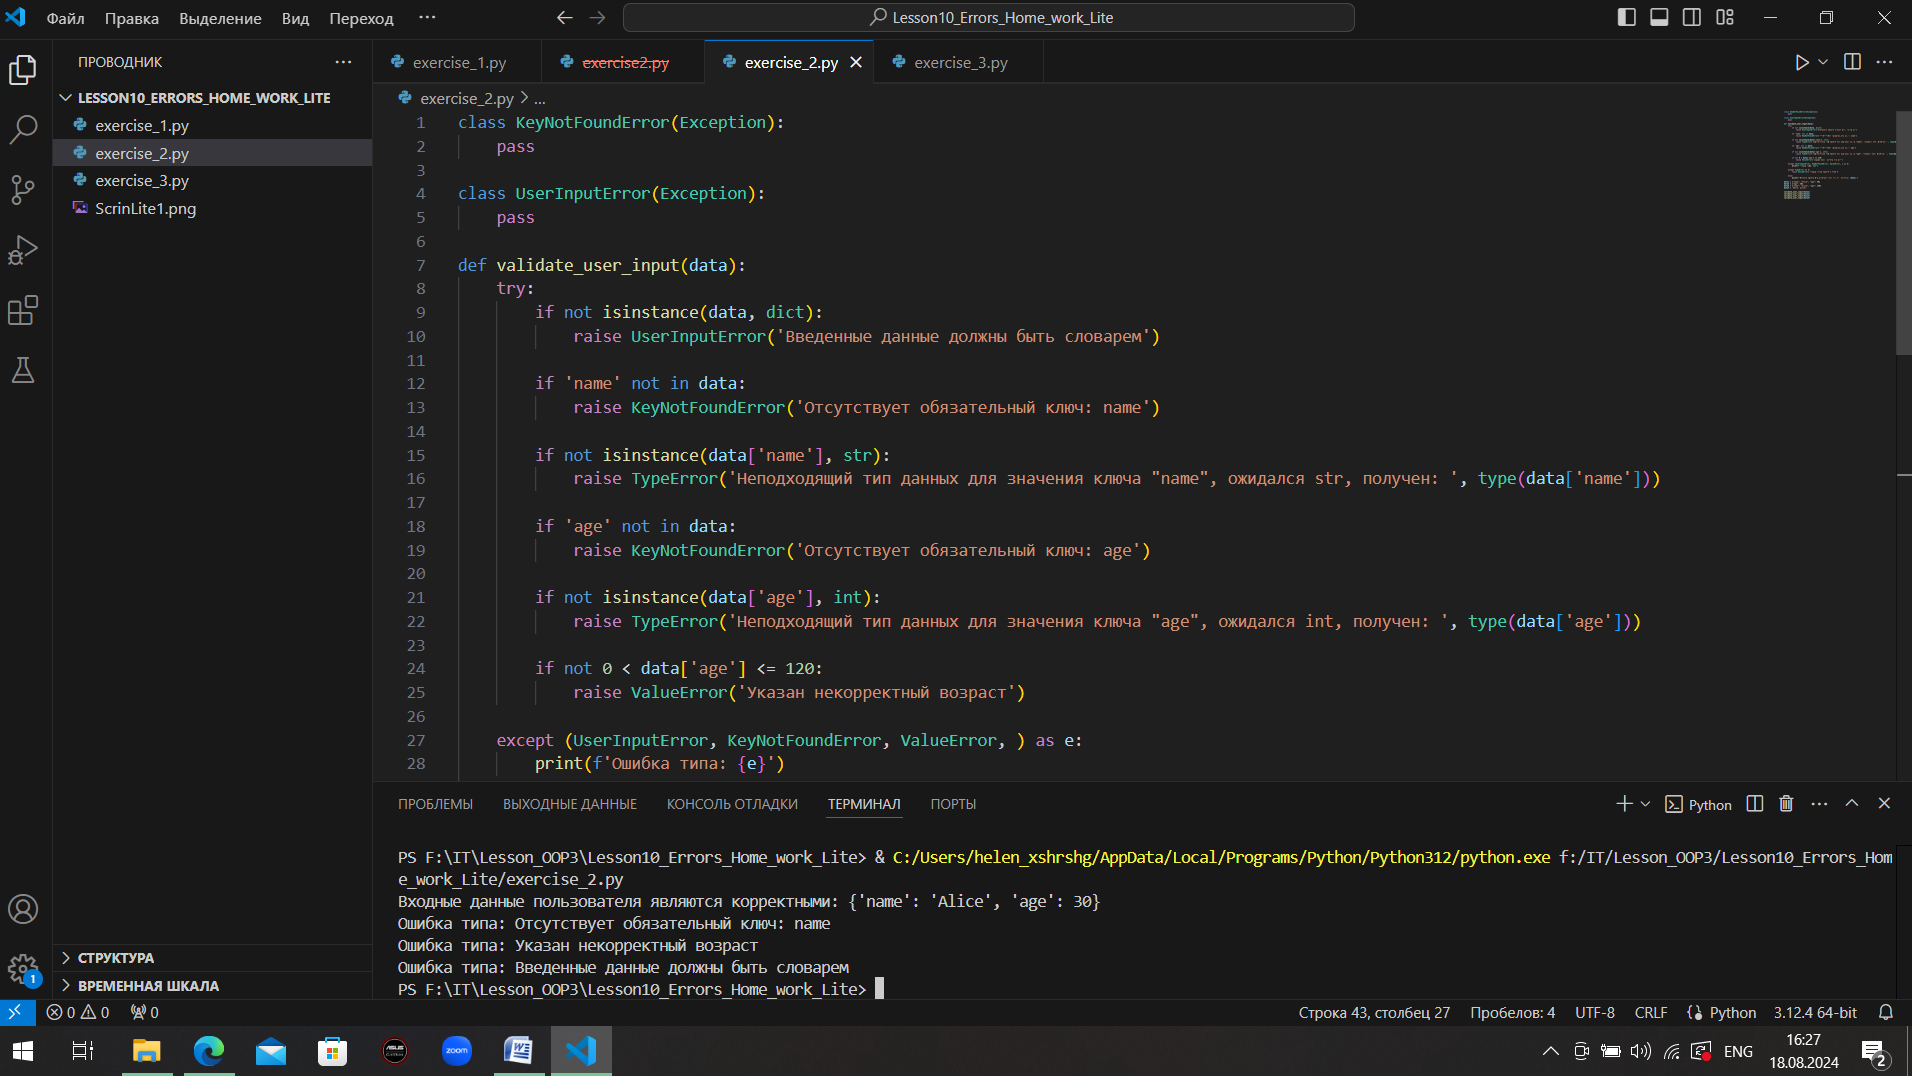 Файл Правка Выделение Вид Переход ··· Lesson10_Errors_Home_work_Lite
ПРОВОДНИК ···
LESSON10_ERRORS_HOME_WORK_LITE
exercise_1.py
exercise_2.py
exercise_3.py
ScrinLite1.png
СТРУКТУРА
ВРЕМЕННАЯ ШКАЛА
1
exercise_1.py exercise2.py exercise_2.py exercise_3.py
exercise_2.py > ...
1 class KeyNotFoundError(Exception):
2 pass
3
4 class UserInputError(Exception):
5 pass
6
7 def validate_user_input(data):
8 try:
9 if not isinstance(data, dict):
10 raise UserInputError('Введенные данные должны быть словарем')
11
12 if 'name' not in data:
13 raise KeyNotFoundError('Отсутствует обязательный ключ: name')
14
15 if not isinstance(data['name'], str):
16 raise TypeError('Неподходящий тип данных для значения ключа "name", ожидался str, получен: ', type(data['name']))
17
18 if 'age' not in data:
19 raise KeyNotFoundError('Отсутствует обязательный ключ: age')
20
21 if not isinstance(data['age'], int):
22 raise TypeError('Неподходящий тип данных для значения ключа "age", ожидался int, получен: ', type(data['age']))
23
24 if not 0 < data['age'] <= 120:
25 raise ValueError('Указан некорректный возраст')
26
27 except (UserInputError, KeyNotFoundError, ValueError, ) as e:
28 print(f'Ошибка типа: {e}')
ПРОБЛЕМЫ ВЫХОДНЫЕ ДАННЫЕ КОНСОЛЬ ОТЛАДКИ ТЕРМИНАЛ ПОРТЫ Python
PS F:\IT\Lesson_OOP3\Lesson10_Errors_Home_work_Lite> & C:/Users/helen_xshrshg/AppData/Local/Programs/Python/Python312/python.exe f:/IT/Lesson_OOP3/Lesson10_Errors_Hom
e_work_Lite/exercise_2.py
Входные данные пользователя являются корректными: {'name': 'Alice', 'age': 30}
Ошибка типа: Отсутствует обязательный ключ: name
Ошибка типа: Указан некорректный возраст
Ошибка типа: Введенные данные должны быть словарем
PS F:\IT\Lesson_OOP3\Lesson10_Errors_Home_work_Lite>
0 0 0 Строка 43, столбец 27 Пробелов: 4 UTF-8 CRLF Python 3.12.4 64-bit
ASUS zoom ENG 16:27
18.08.2024 2